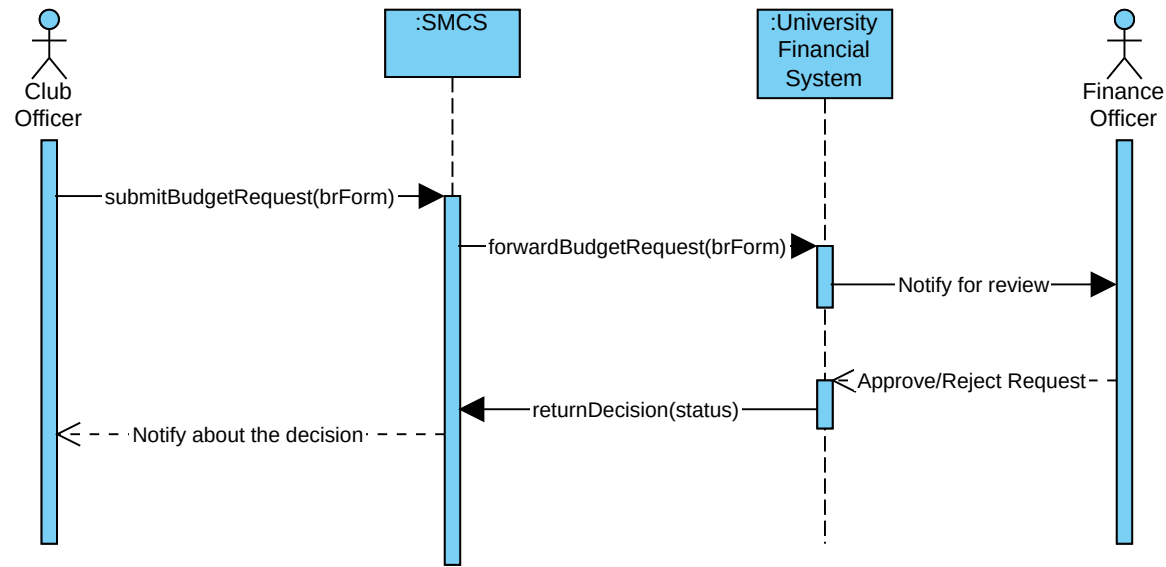 :SMCS
:University
Financial
System
Club
Officer
Finance
Officer
submitBudgetRequest(brForm)
forwardBudgetRequest(brForm)
Notify for review
Approve/Reject Request
returnDecision(status)
Notify about the decision